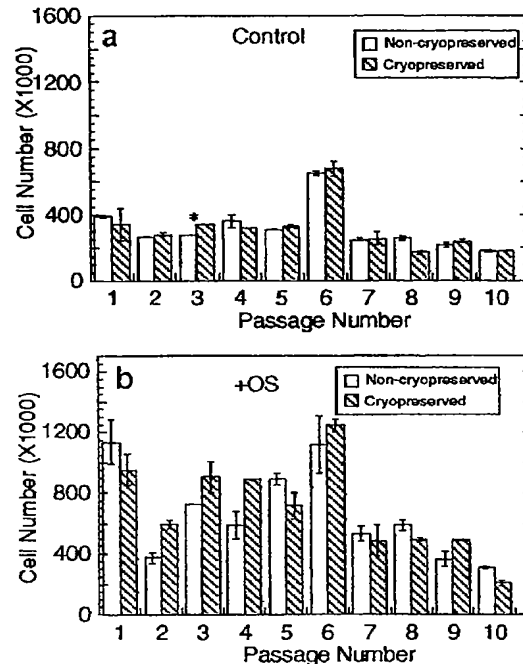 a
Control
Non-cryopreserved
Cryopreserved
Cell Number (X1000)
1600
1200
800
400
0
*
1 2 3 4 5 6 7 8 9 10
Passage Number
b
+OS
Non-cryopreserved
Cryopreserved
Cell Number (X1000)
1600
1200
800
400
0
1 2 3 4 5 6 7 8 9 10
Passage Number